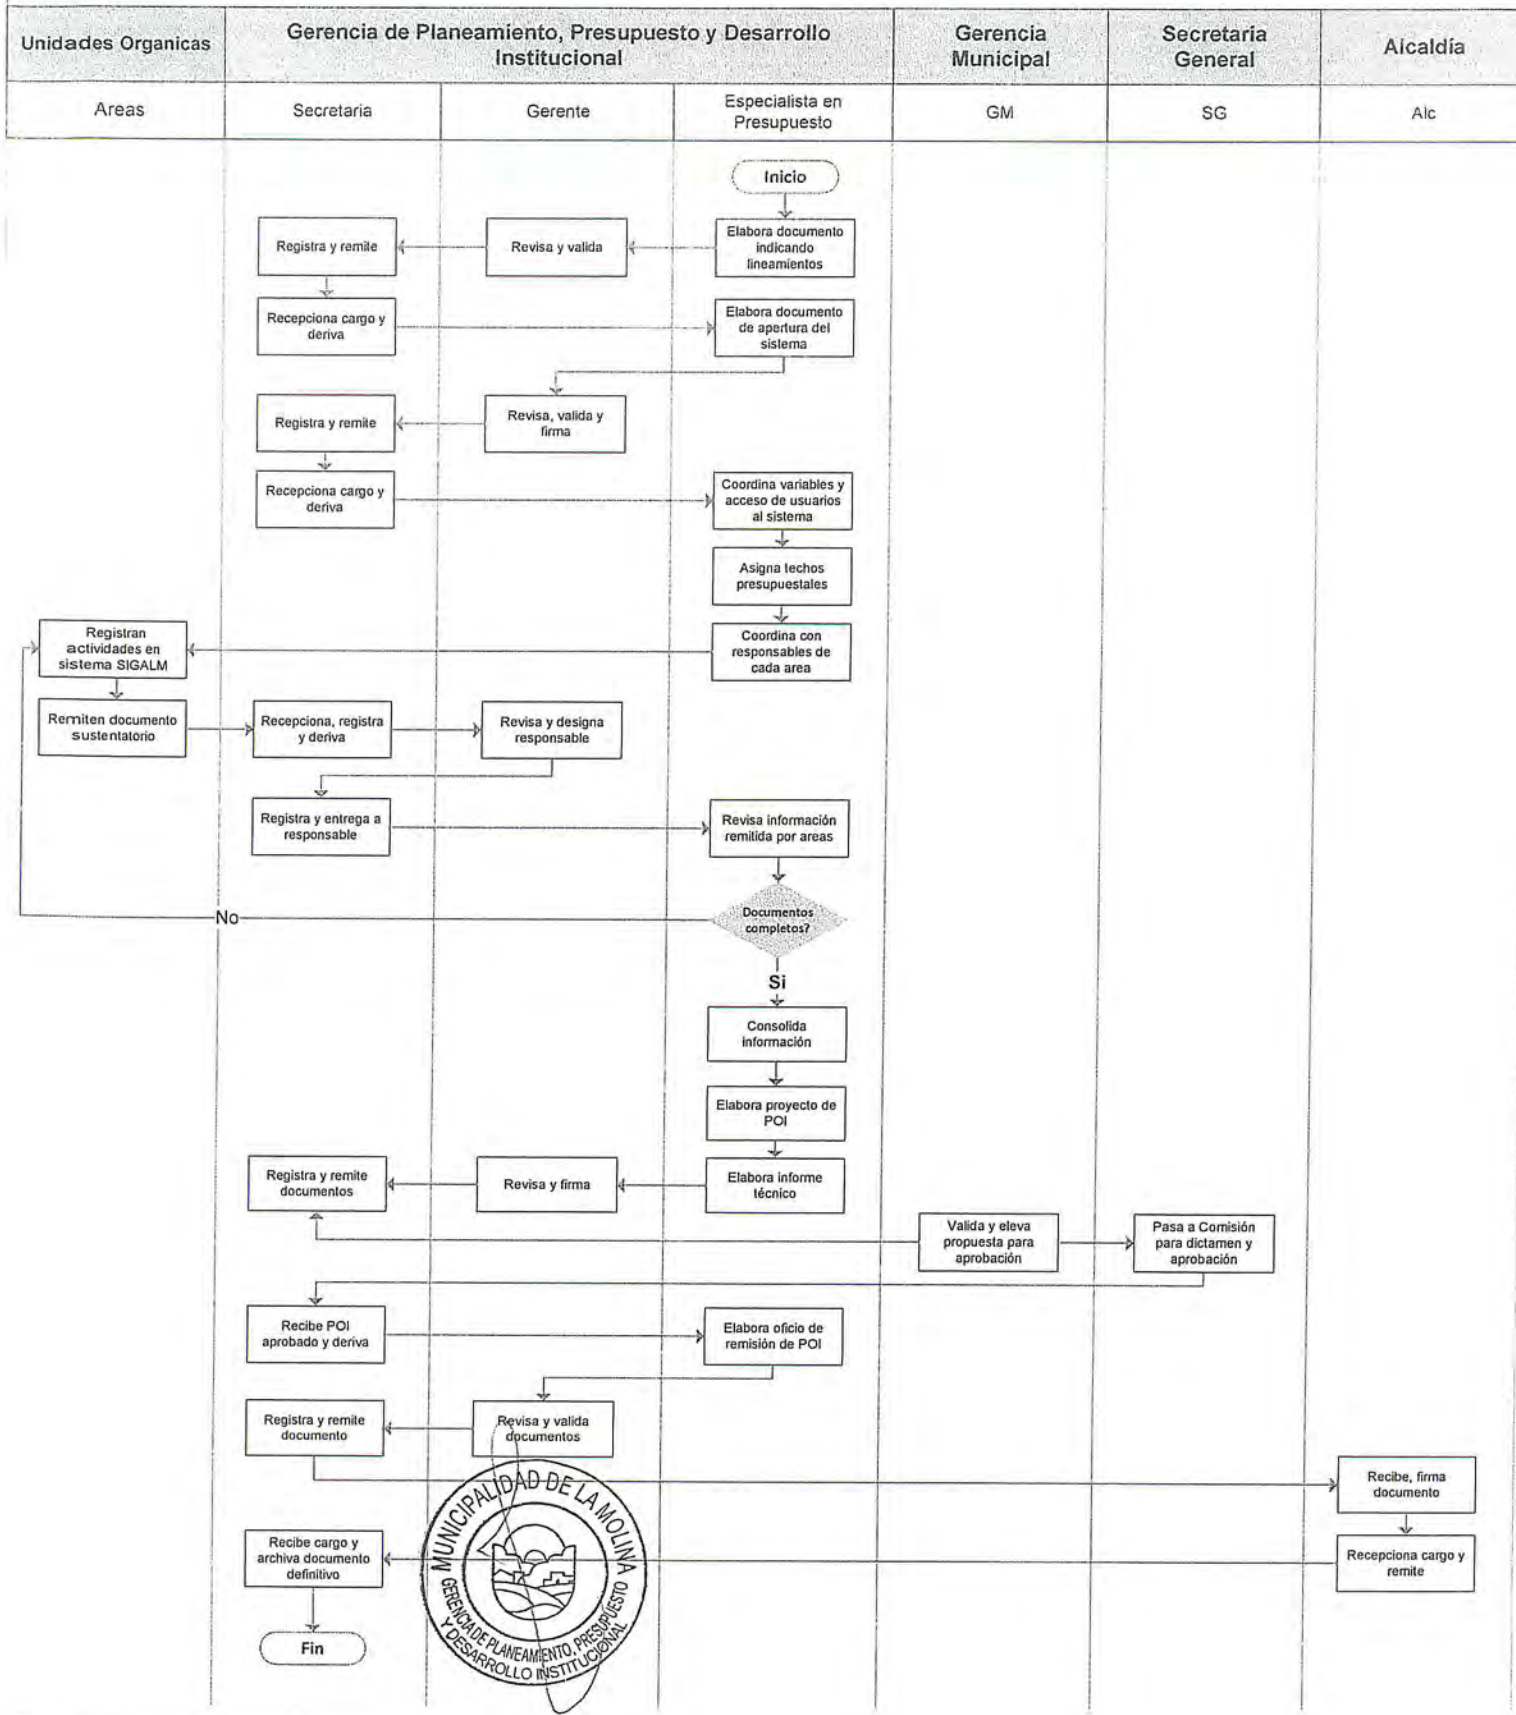 Unidades Organicas
Gerencia de Planeamiento, Presupuesto y Desarrollo
Institucional
Gerencia
Municipal
Secretaria
General
Alcaldía
Areas
Secretaria
Gerente
Especialista en
Presupuesto
GM
SG
Alc
Inicio
Registra y remite
Revisa y valida
Elabora documento
indicando
lineamientos
Recepciona cargo y
deriva
Elabora documento
de apertura del
sistema
Registra y remite
Revisa, valida y
firma
Recepciona cargo y
deriva
Coordina variables y
acceso de usuarios
al sistema
Asigna techos
presupuestales
Registran
actividades en
sistema SIGALM
Coordina con
responsables de
cada area
Remiten documento
sustentatorio
Recepciona, registra
y deriva
Revisa y designa
responsable
Registra y entrega a
responsable
Revisa información
remitida por areas
No
Documentos
completos?
Si
Consolida
información
Elabora proyecto de
POI
Registra y remite
documentos
Revisa y firma
Elabora informe
técnico
Valida y eleva
propuesta para
aprobación
Pasa a Comisión
para dictamen y
aprobación
Recibe POI
aprobado y deriva
Elabora oficio de
remisión de POI
Registra y remite
documento
Revisa y valida
documentos
Recibe, firma
documento
Recibe cargo y
archiva documento
definitivo
Recepciona cargo y
remite
Fin
MUNICIPALIDAD DE LA MOLINA
GERENCIA DE PLANEAMIENTO, PRESUPUESTO
Y DESARROLLO INSTITUCIONAL